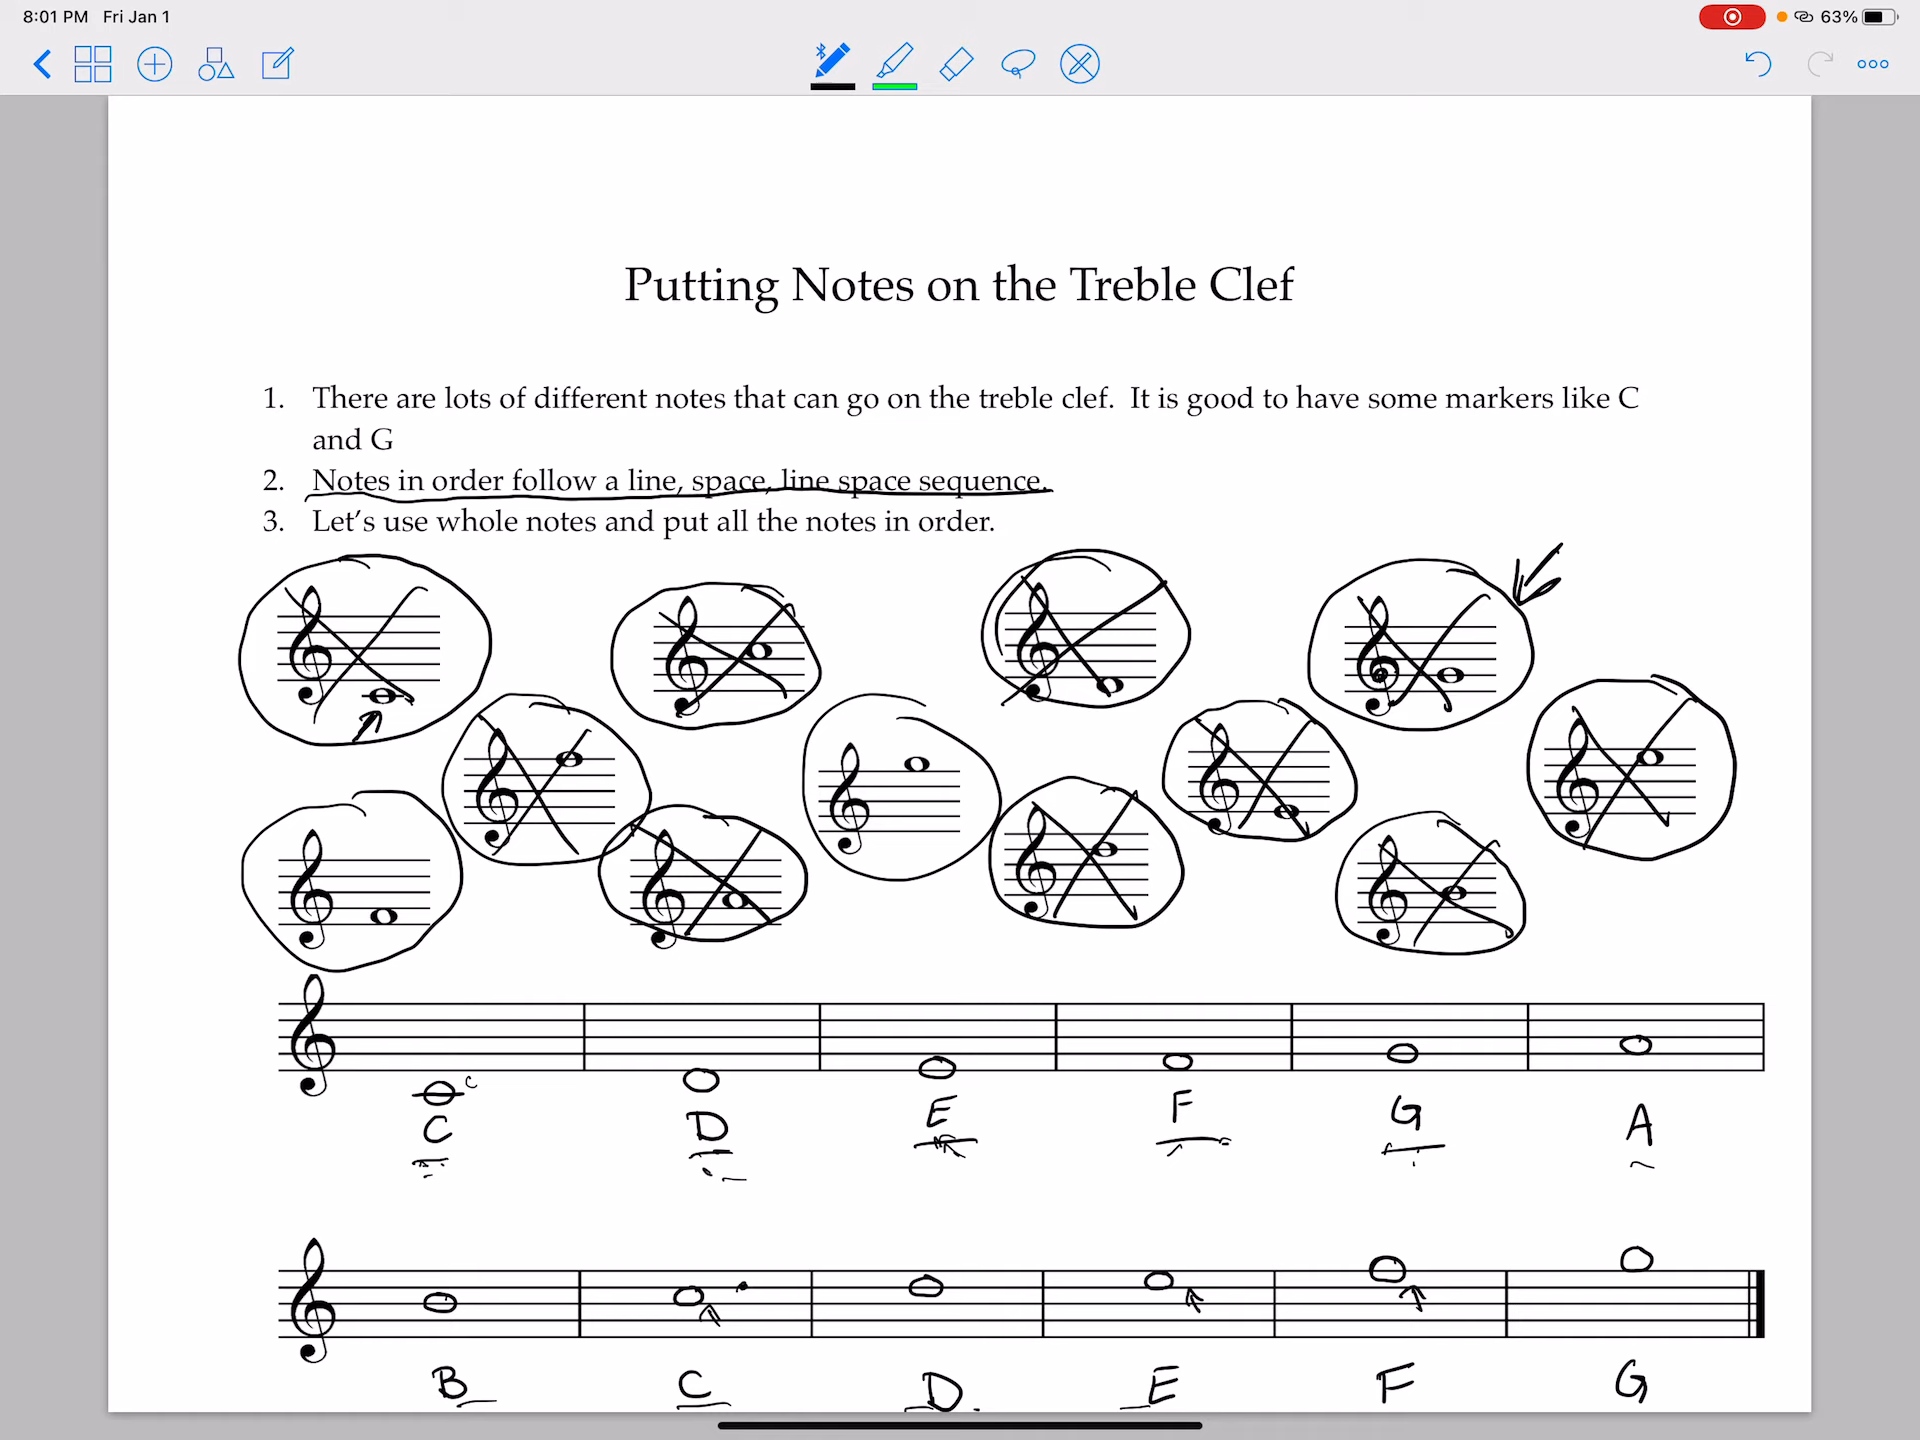 8:01 PM Fri Jan 1
63%
Putting Notes on the Treble Clef
1. There are lots of different notes that can go on the treble clef. It is good to have some markers like C
and G
2. Notes in order follow a line, space, line space sequence.
3. Let's use whole notes and put all the notes in order.
c
C D E F G A
B C D E F G